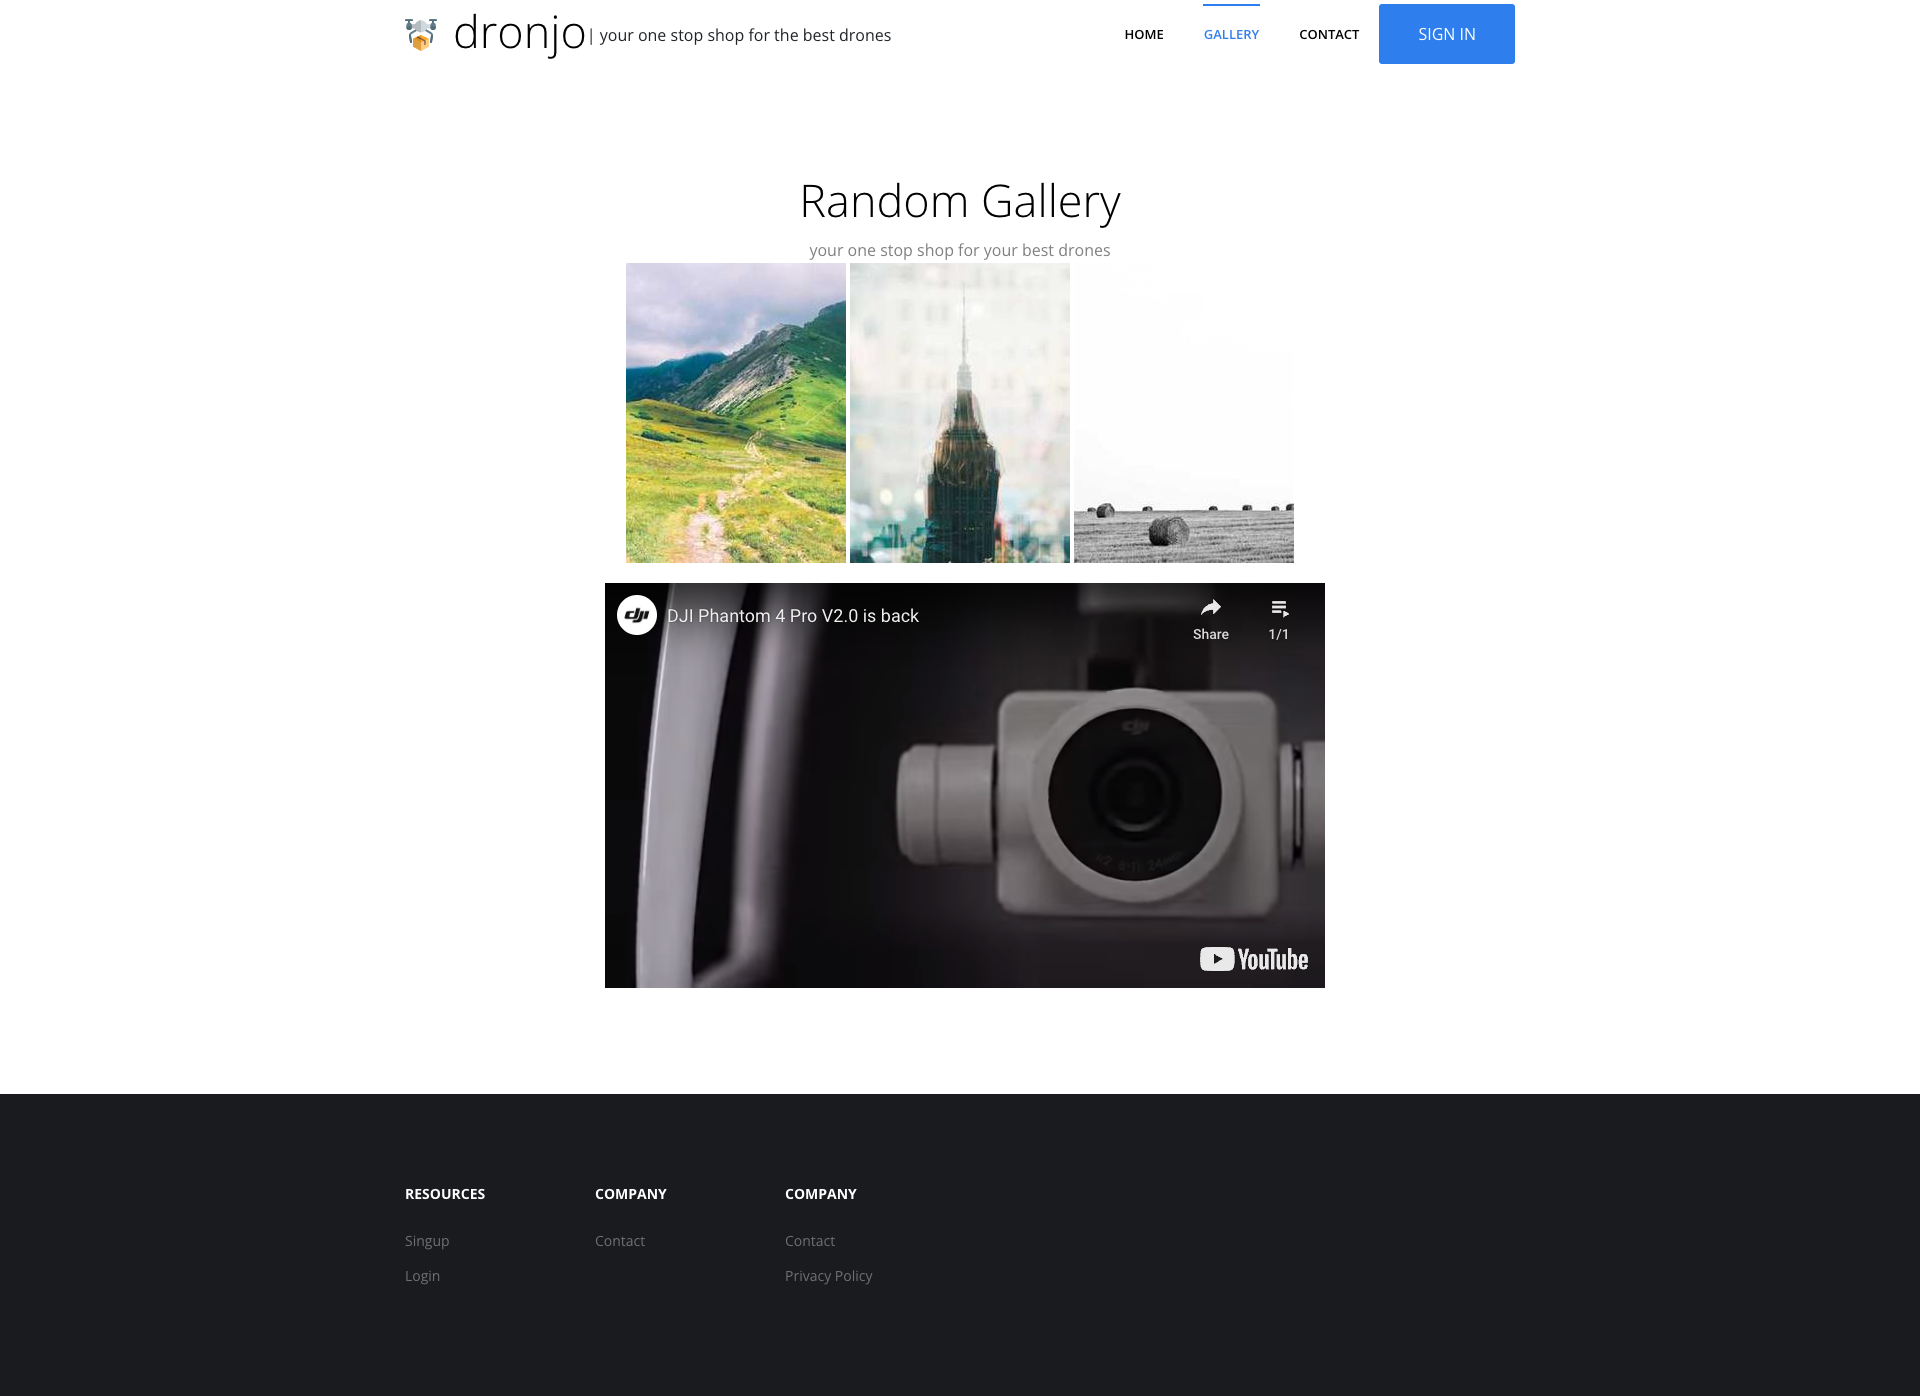 dronjo | your one stop shop for the best drones
HOME
GALLERY
CONTACT
SIGN IN
Random Gallery
your one stop shop for your best drones
dji
DJI Phantom 4 Pro V2.0 is back
Share
1/1
dji
YouTube
RESOURCES
Singup
Login
COMPANY
Contact
COMPANY
Contact
Privacy Policy